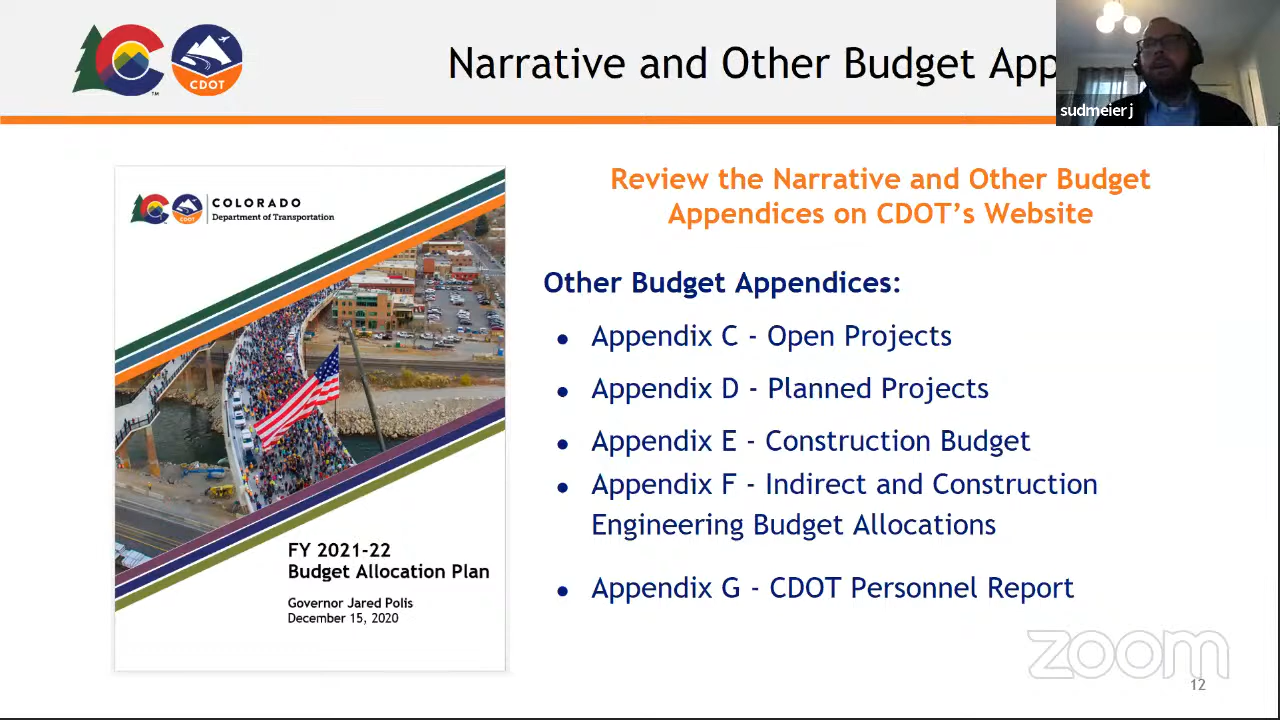 CDOT
Narrative and Other Budget App
sudmeier j
COLORADO
Department of Transportation
CDOT
FY 2021-22
Budget Allocation Plan
Governor Jared Polis
December 15, 2020
Review the Narrative and Other Budget
Appendices on CDOT's Website
Other Budget Appendices:
● Appendix C - Open Projects
● Appendix D - Planned Projects
● Appendix E - Construction Budget
● Appendix F - Indirect and Construction
Engineering Budget Allocations
● Appendix G - CDOT Personnel Report
zoom
12